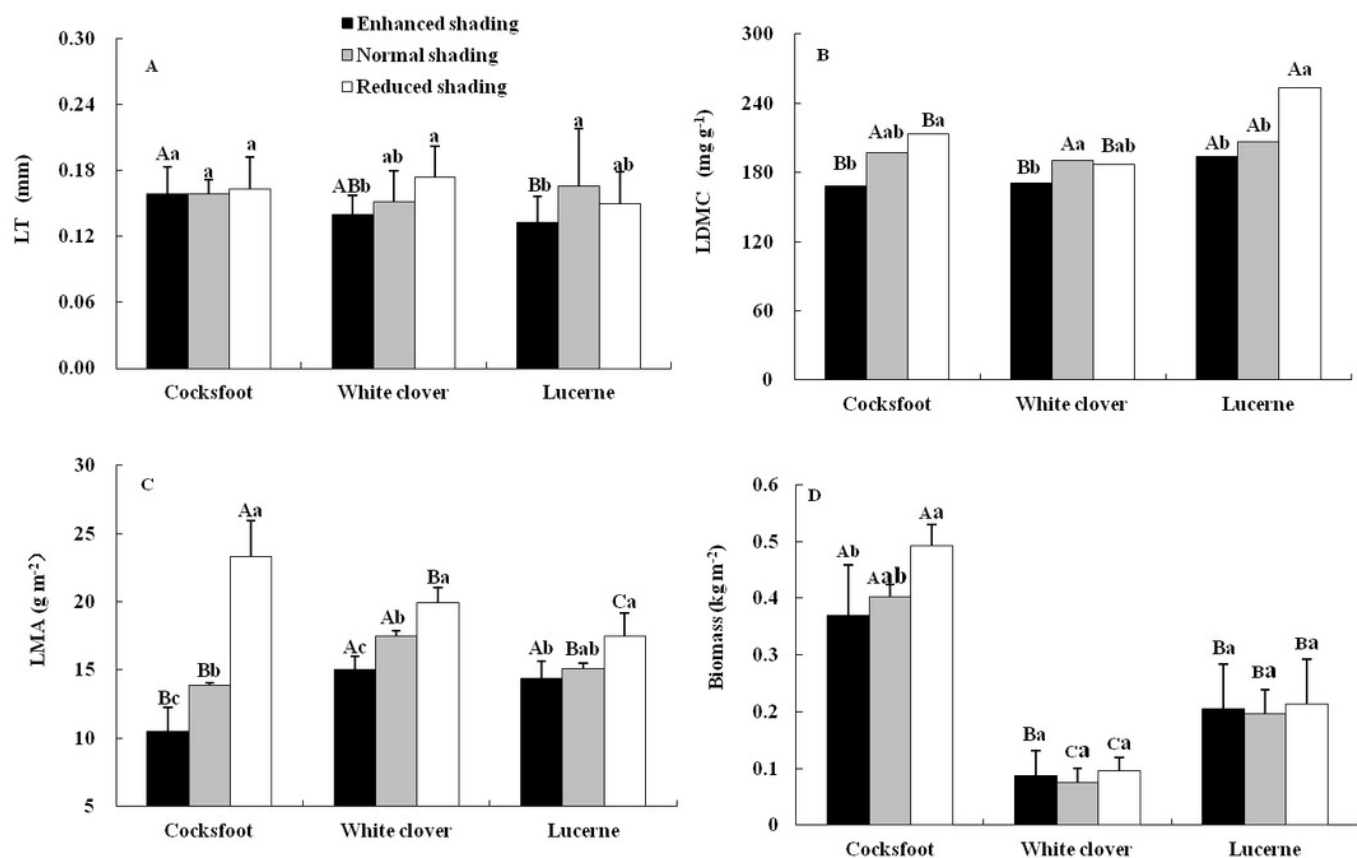 Enhanced shading
Normal shading
Reduced shading
A
0.30
0.24
0.18
0.12
0.06
0.00
LT (mm)
Aa
a
a
ABb
ab
a
Bb
a
ab
Cocksfoot
White clover
Lucerne
B
300
240
180
120
60
0
LDMC (mg g-1)
Bb
Aab
Ba
Bb
Aa
Bab
Ab
Ab
Aa
Cocksfoot
White clover
Lucerne
C
30
25
20
15
10
5
LMA (g m-2)
Bc
Bb
Aa
Ac
Ab
Ba
Ab
Bab
Ca
Cocksfoot
White clover
Lucerne
D
0.6
0.5
0.4
0.3
0.2
0.1
0
Biomass (kg m-2)
Ab
Aab
Aa
Ba
Ca
Ca
Ba
Ba
Ba
Cocksfoot
White clover
Lucerne